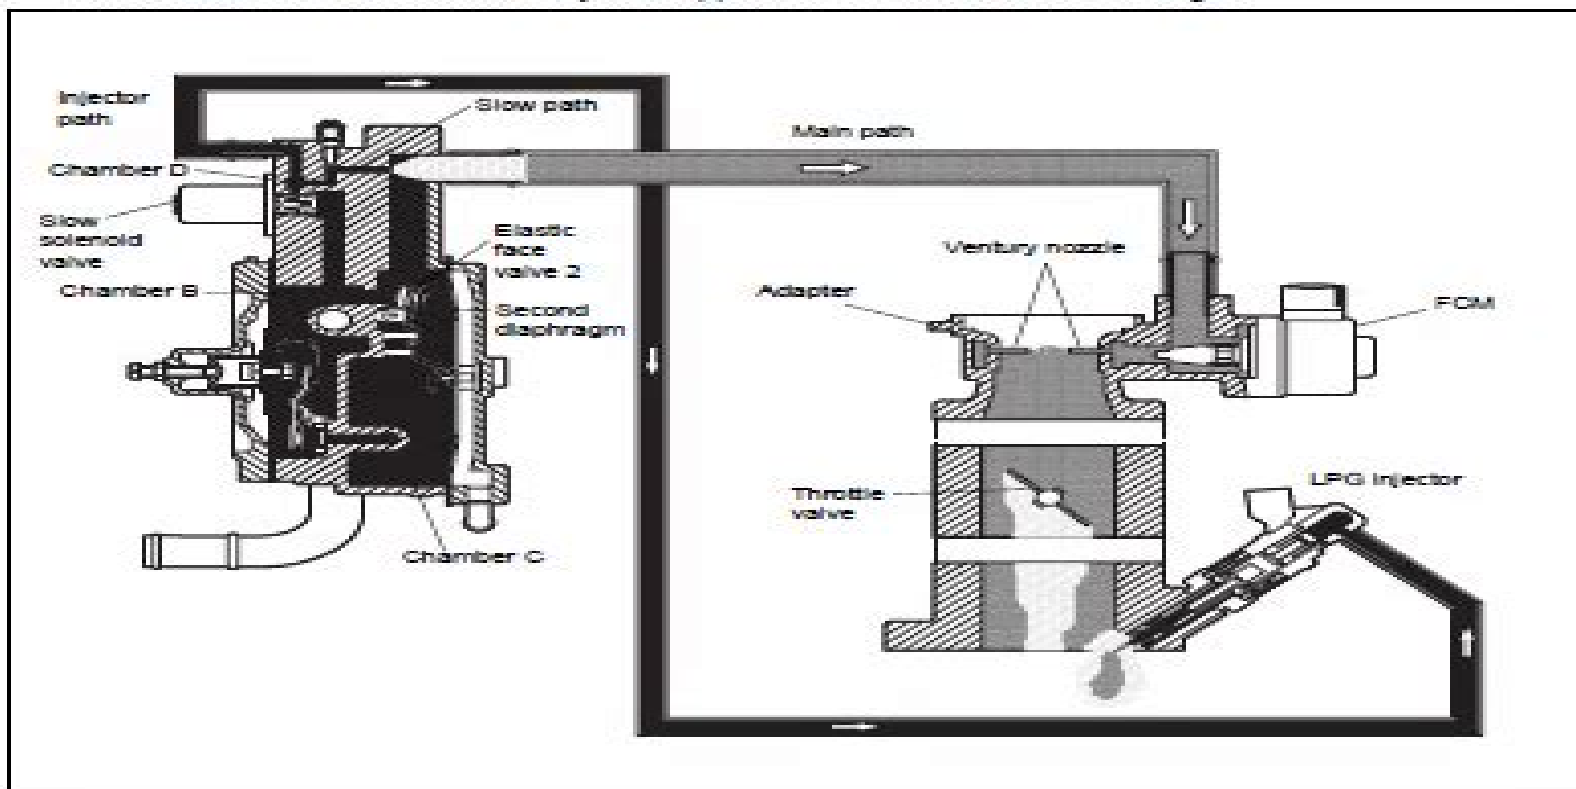 Injector
path
Slow path
Main path
Chamber D
Slow
solenoid
valve
Elastic
face
valve 2
Ventury nozzle
Chamber B
Second
diaphragm
Adapter
FCM
Throttle
valve
LPG injector
Chamber C